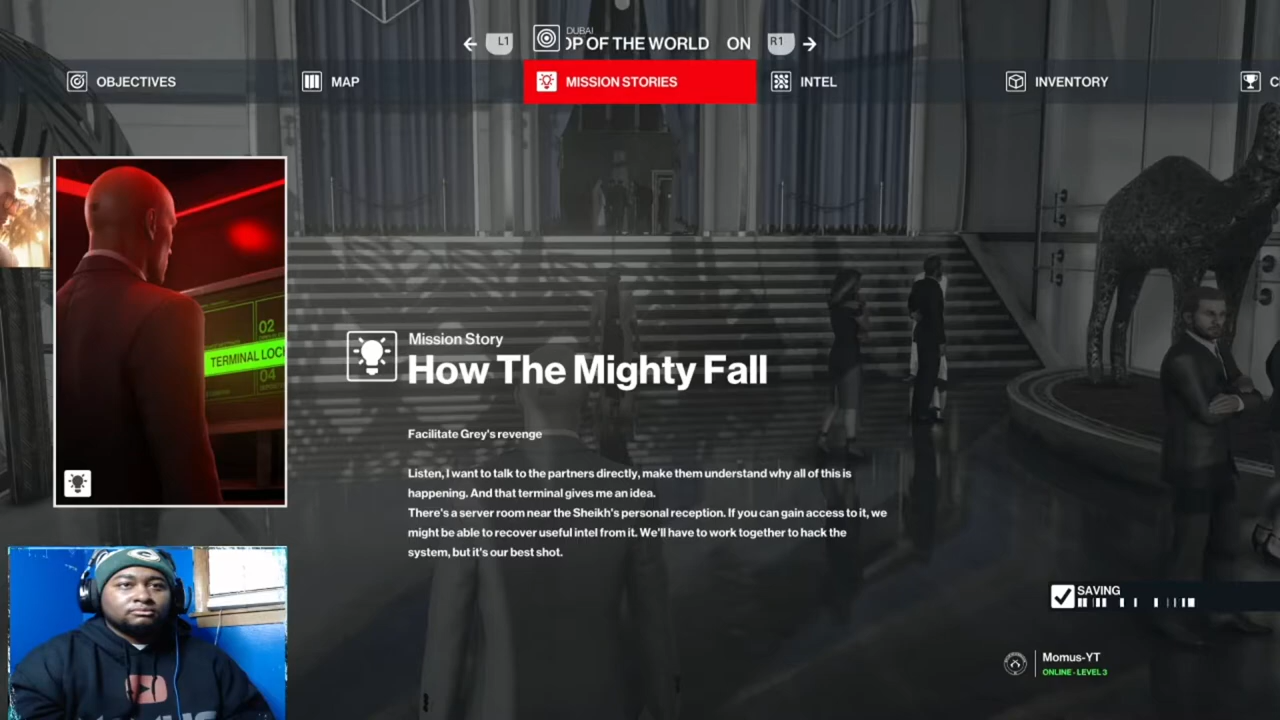 DUBAI
L1
OP OF THE WORLD ON
R1
OBJECTIVES
MAP
MISSION STORIES
INTEL
INVENTORY
C
02
TERMINAL LOC
04
Mission Story
How The Mighty Fall
Facilitate Grey's revenge
Listen, I want to talk to the partners directly, make them understand why all of this is
happening. And that terminal gives me an idea.
There's a server room near the Sheikh's personal reception. If you can gain access to it, we
might be able to recover useful intel from it. We'll have to work together to hack the
system, but it's our best shot.
SAVING
Momus-YT
ONLINE - LEVEL 3